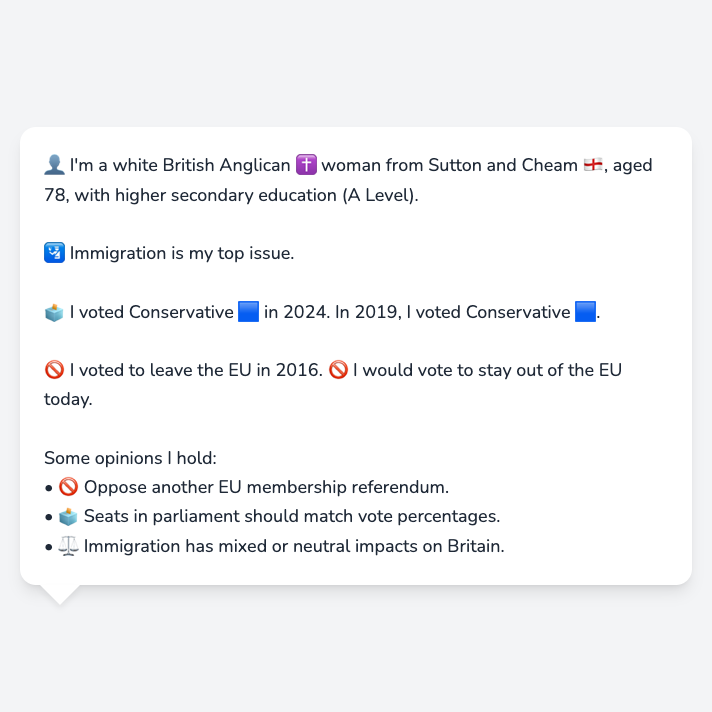 👤 I'm a white British Anglican ✝️ woman from Sutton and Cheam 🏴󠁧󠁢󠁥󠁮󠁧󠁿, aged
78, with higher secondary education (A Level).
🛂 Immigration is my top issue.
🗳️ I voted Conservative 🟦 in 2024. In 2019, I voted Conservative 🟦.
🚫 I voted to leave the EU in 2016. 🚫 I would vote to stay out of the EU
today.
Some opinions I hold:
• 🚫 Oppose another EU membership referendum.
• 🗳️ Seats in parliament should match vote percentages.
• ⚖️ Immigration has mixed or neutral impacts on Britain.